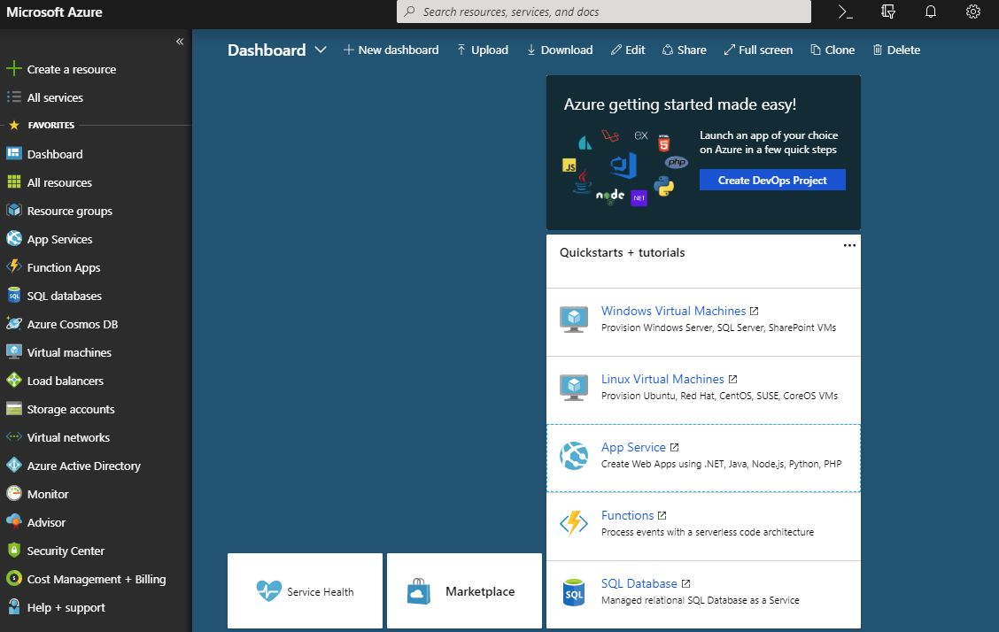 Microsoft Azure
Search resources, services, and docs
Create a resource
All services
FAVORITES
Dashboard
All resources
Resource groups
App Services
Function Apps
SQL databases
Azure Cosmos DB
Virtual machines
Load balancers
Storage accounts
Virtual networks
Azure Active Directory
Monitor
Advisor
Security Center
Cost Management + Billing
Help + support
Dashboard New dashboard Upload Download Edit Share Full screen Clone Delete
Azure getting started made easy!
Launch an app of your choice
on Azure in a few quick steps
Create DevOps Project
EX
HTML
5
JS
php
node
NET
Quickstarts + tutorials
Windows Virtual Machines
Provision Windows Server, SQL Server, SharePoint VMs
Linux Virtual Machines
Provision Ubuntu, Red Hat, CentOS, SUSE, CoreOS VMs
App Service
Create Web Apps using .NET, Java, Node.js, Python, PHP
Functions
Process events with a serverless code architecture
SQL
SQL Database
Managed relational SQL Database as a Service
Service Health
Marketplace